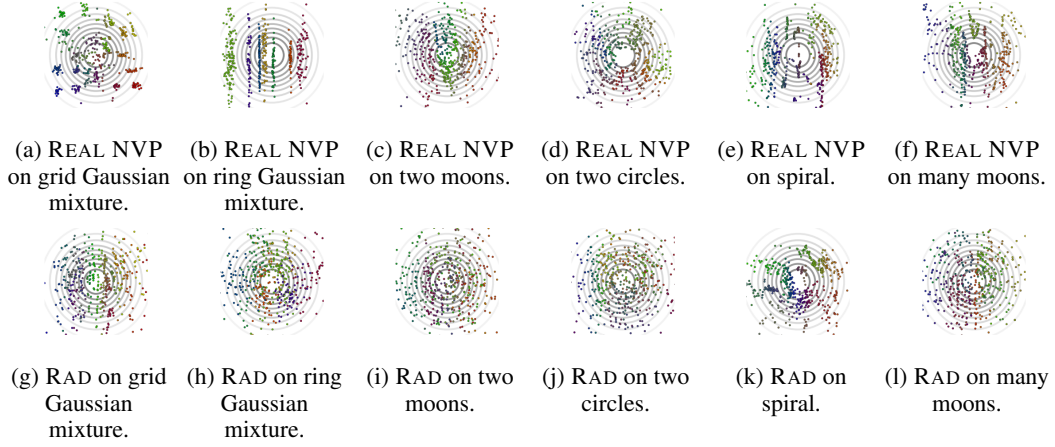 (a) REAL NVP
on grid Gaussian
mixture.
(b) REAL NVP
on ring Gaussian
mixture.
(c) REAL NVP
on two moons.
(d) REAL NVP
on two circles.
(e) REAL NVP
on spiral.
(f) REAL NVP
on many moons.
(g) RAD on grid
Gaussian
mixture.
(h) RAD on ring
Gaussian
mixture.
(i) RAD on two
moons.
(j) RAD on two
circles.
(k) RAD on
spiral.
(l) RAD on many
moons.